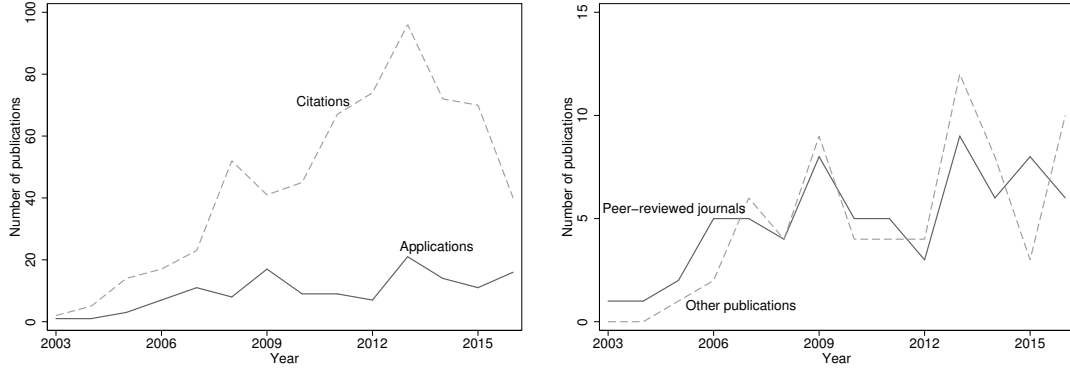 Number of publications
100
80
60
40
20
0
Citations
Applications
2003
2006
2009
2012
2015
Year
Number of publications
15
10
5
0
Peer-reviewed journals
Other publications
2003
2006
2009
2012
2015
Year